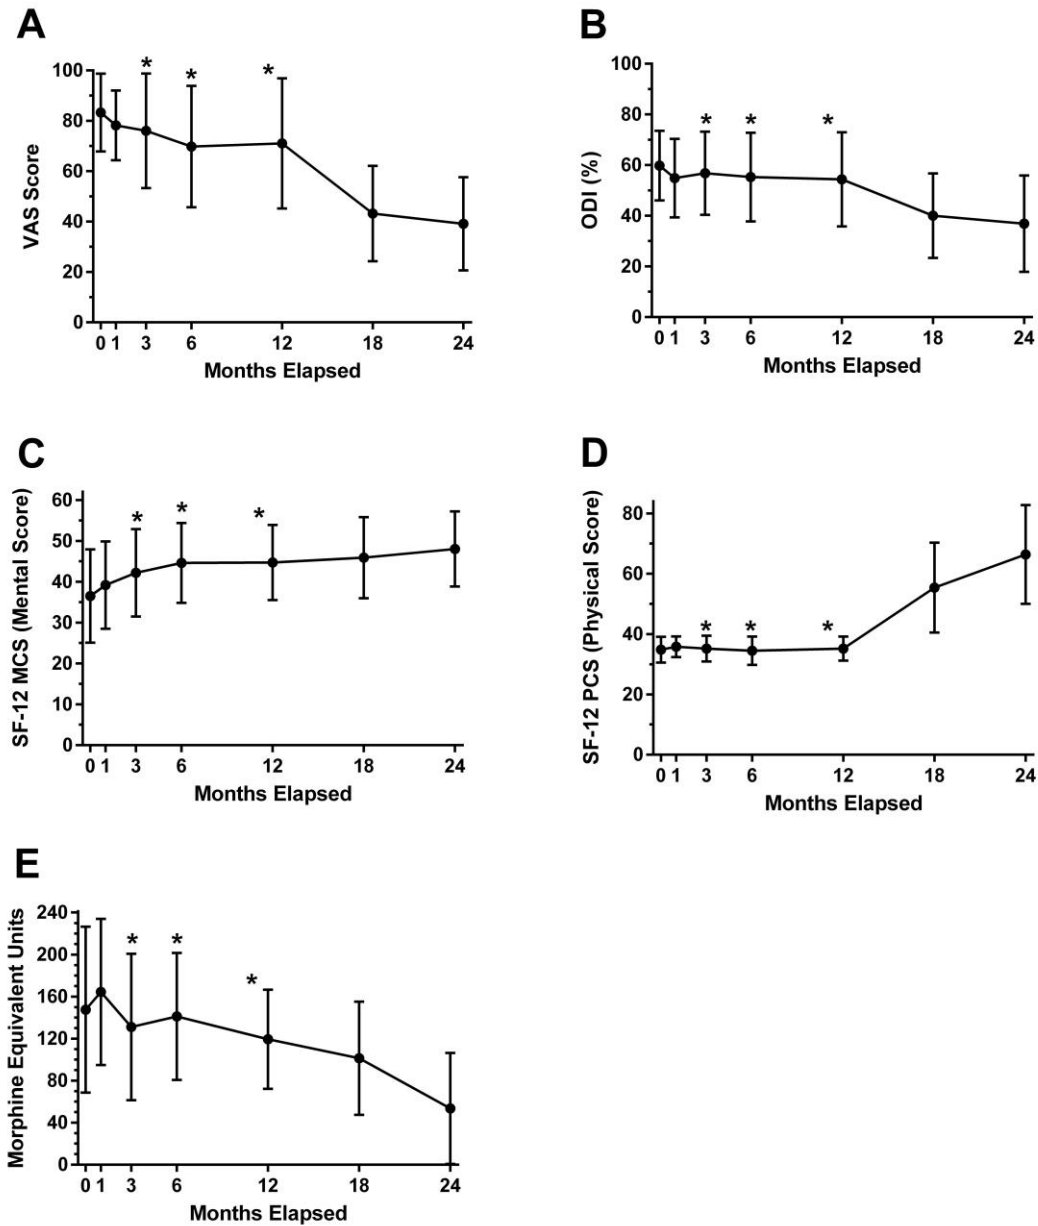 A
VAS Score
100
80
60
40
20
0
* * *
0 1 3 6 12 18 24
Months Elapsed
B
ODI (%)
100
80
60
40
20
0
* * *
0 1 3 6 12 18 24
Months Elapsed
C
SF-12 MCS (Mental Score)
60
50
40
30
20
10
0
* * *
0 1 3 6 12 18 24
Months Elapsed
D
SF-12 PCS (Physical Score)
80
60
40
20
0
* * *
0 1 3 6 12 18 24
Months Elapsed
E
Morphine Equivalent Units
240
200
160
120
80
40
0
* * *
0 1 3 6 12 18 24
Months Elapsed